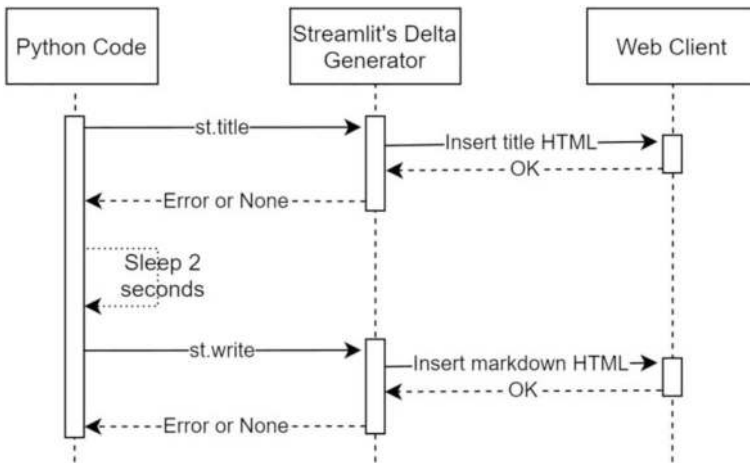 Python Code
Streamlit's Delta
Generator
Web Client
st.title
Insert title HTML
OK
Error or None
Sleep 2
seconds
st.write
Insert markdown HTML
OK
Error or None